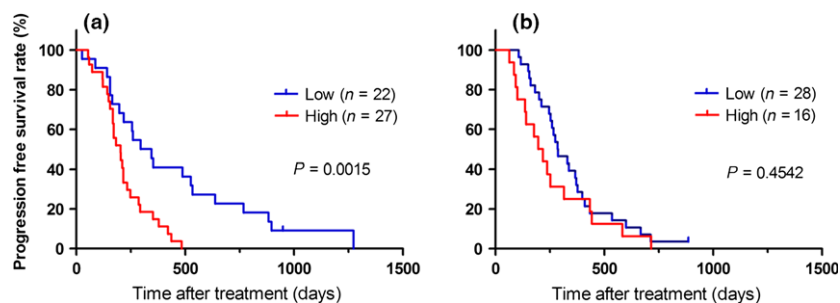 (a)
Progression free survival rate (%)
100
80
60
40
20
0
Low (n = 22)
High (n = 27)
P = 0.0015
0
500
1000
1500
Time after treatment (days)
(b)
100
80
60
40
20
0
Low (n = 28)
High (n = 16)
P = 0.4542
0
500
1000
1500
Time after treatment (days)